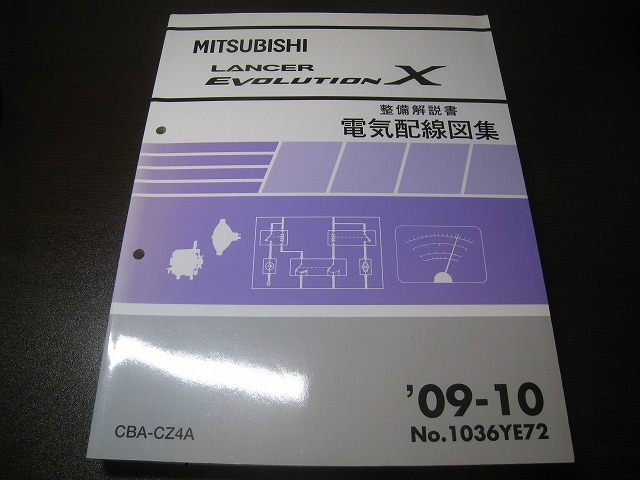 MITSUBISHI
LANCER
EVOLUTION X
整備解説書
電気配線図集
'09-10
CBA-CZ4A
No.1036YE72